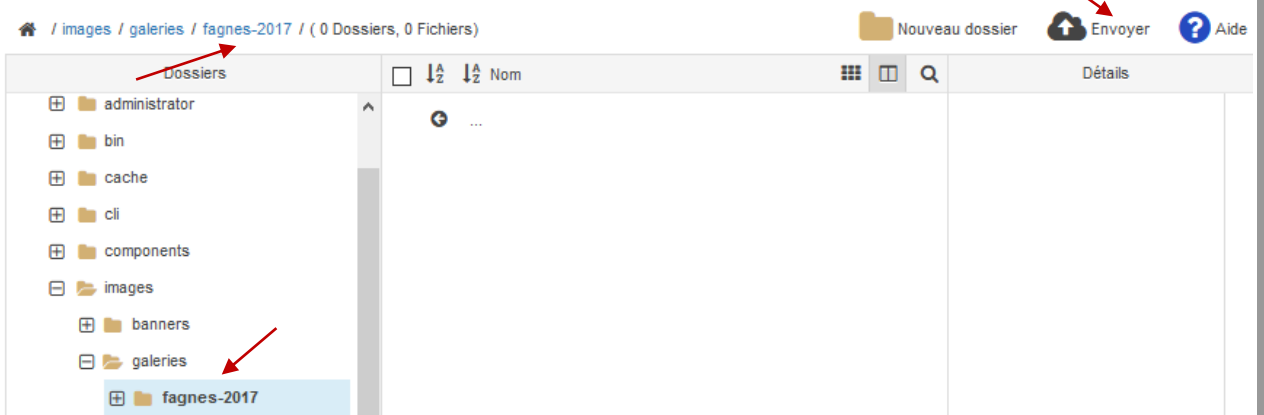 / images / galeries / fagnes-2017 / ( 0 Dossiers, 0 Fichiers) Nouveau dossier Envoyer ? Aide
Dossiers A Z A Z Nom Détails
administrator
...
bin
cache
cli
components
images
banners
galeries
fagnes-2017